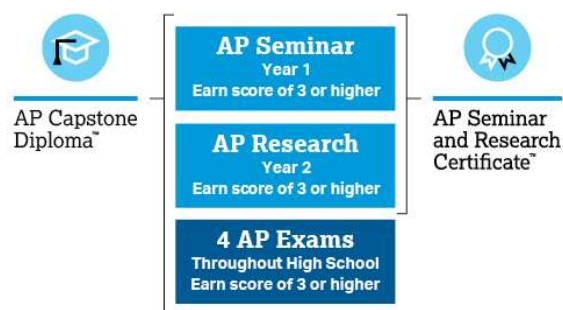 AP Capstone
Diploma™
AP Seminar
Year 1
Earn score of 3 or higher
AP Research
Year 2
Earn score of 3 or higher
4 AP Exams
Throughout High School
Earn score of 3 or higher
AP Seminar
and Research
Certificate™